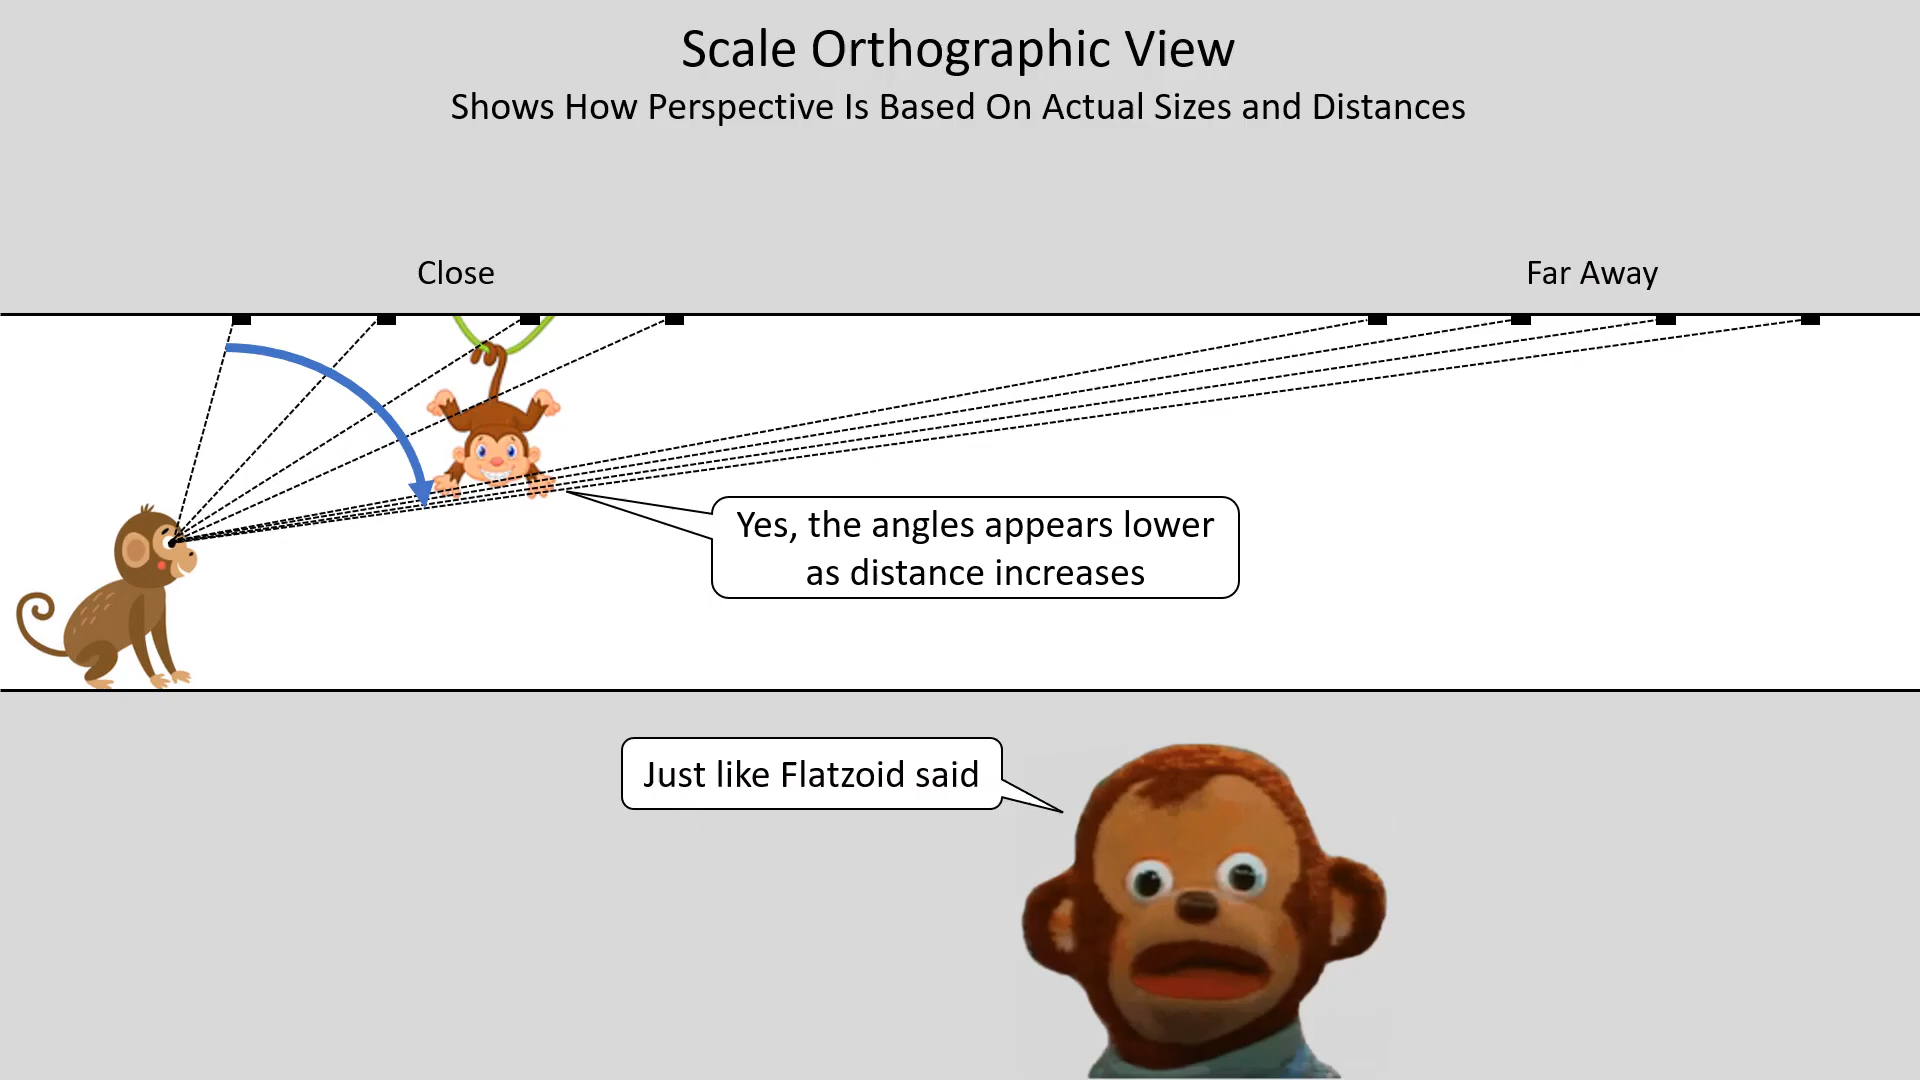 Scale Orthographic View
Shows How Perspective Is Based On Actual Sizes and Distances
Close
Far Away
Yes, the angles appears lower
as distance increases
Just like Flatzoid said